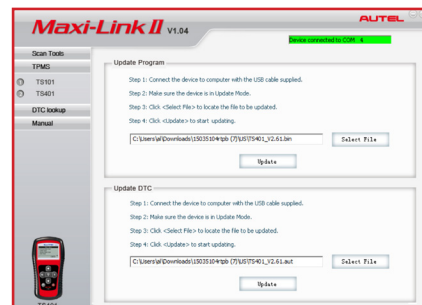 Maxi-Link II V1.04
AUTEL
Device connected to COM 4
Scan Tools
TPMS
TS101
TS401
DTC lookup
Manual
Update Program
Step 1: Connect the device to computer with the USB cable supplied.
Step 2: Make sure the device is in Update Mode.
Step 3: Click <Select File> to locate the file to be updated.
Step 4: Click <Update> to start updating.
C:\Users\al\Downloads\15035104rtpb (7)\US\TS401_V2.61.bin
Select File
Update
Update DTC
Step 1: Connect the device to computer with the USB cable supplied.
Step 2: Make sure the device is in Update Mode.
Step 3: Click <Select File> to locate the file to be updated.
Step 4: Click <Update> to start updating.
C:\Users\al\Downloads\15035104rtpb (7)\US\TS401_V2.61.aut
Select File
Update
TS401